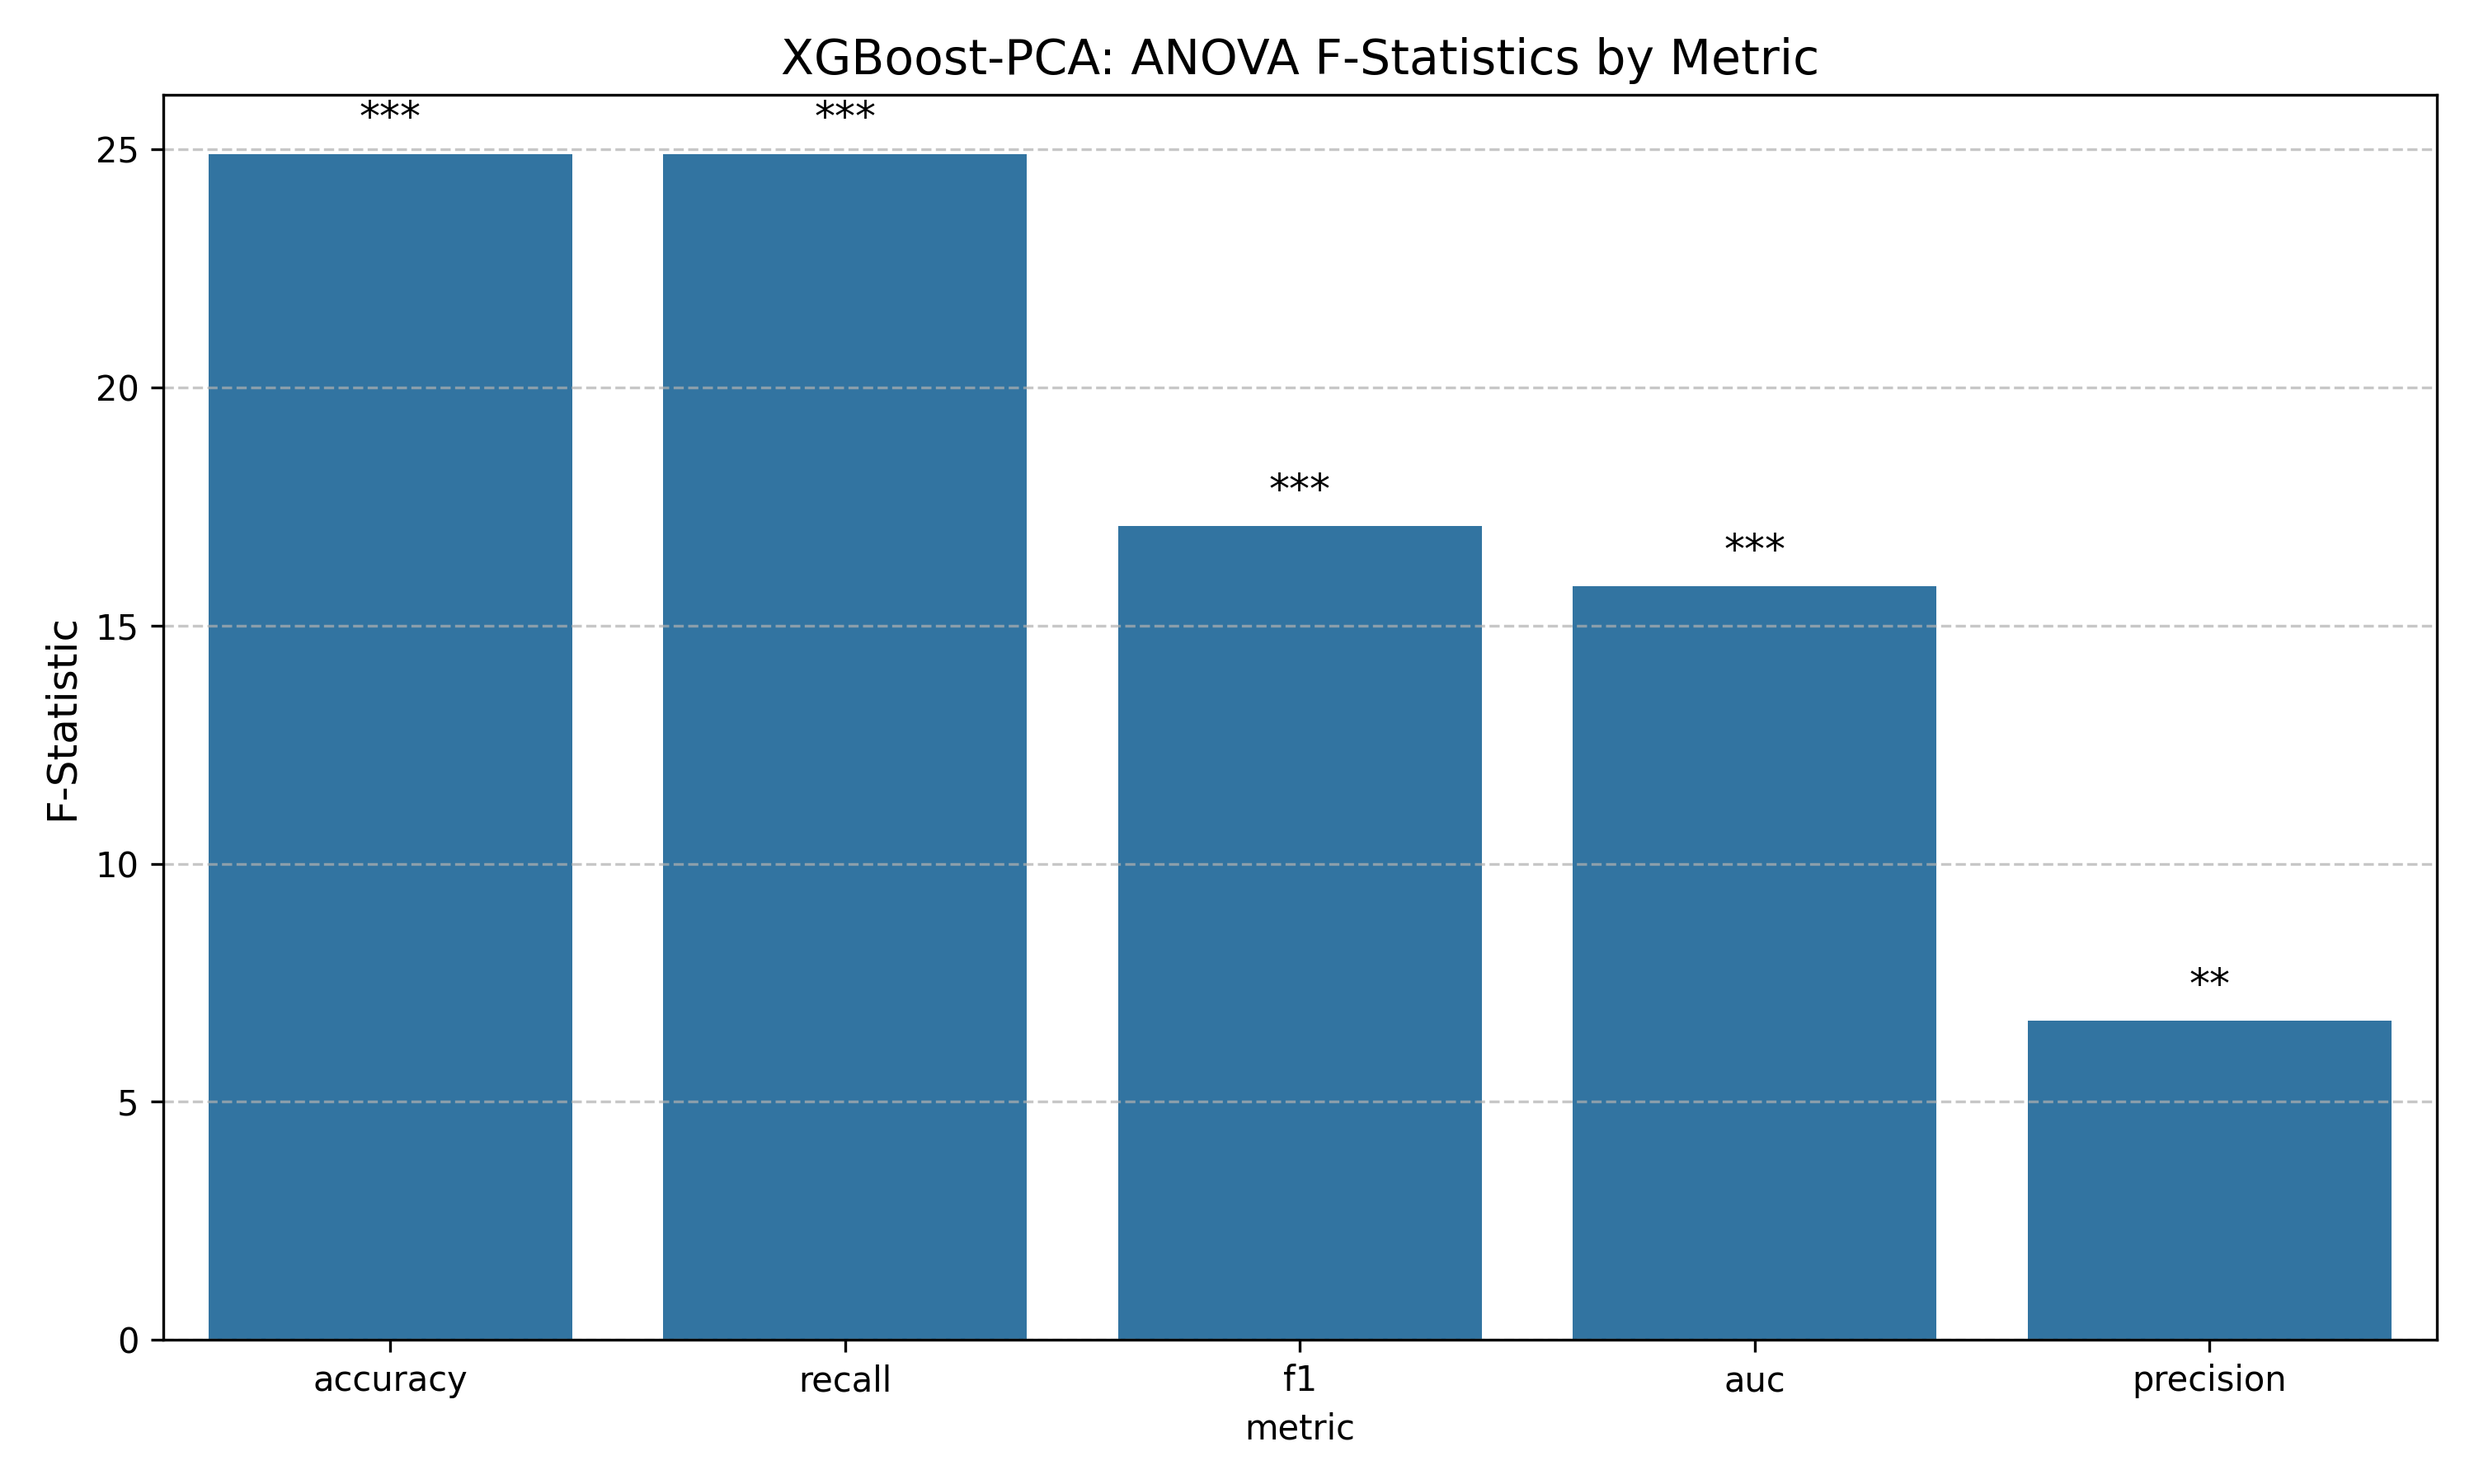 XGBoost-PCA: ANOVA F-Statistics by Metric
*** ***
25
20
***
***
15
10
**
5
0
F-Statistic
accuracy recall f1 auc precision
metric